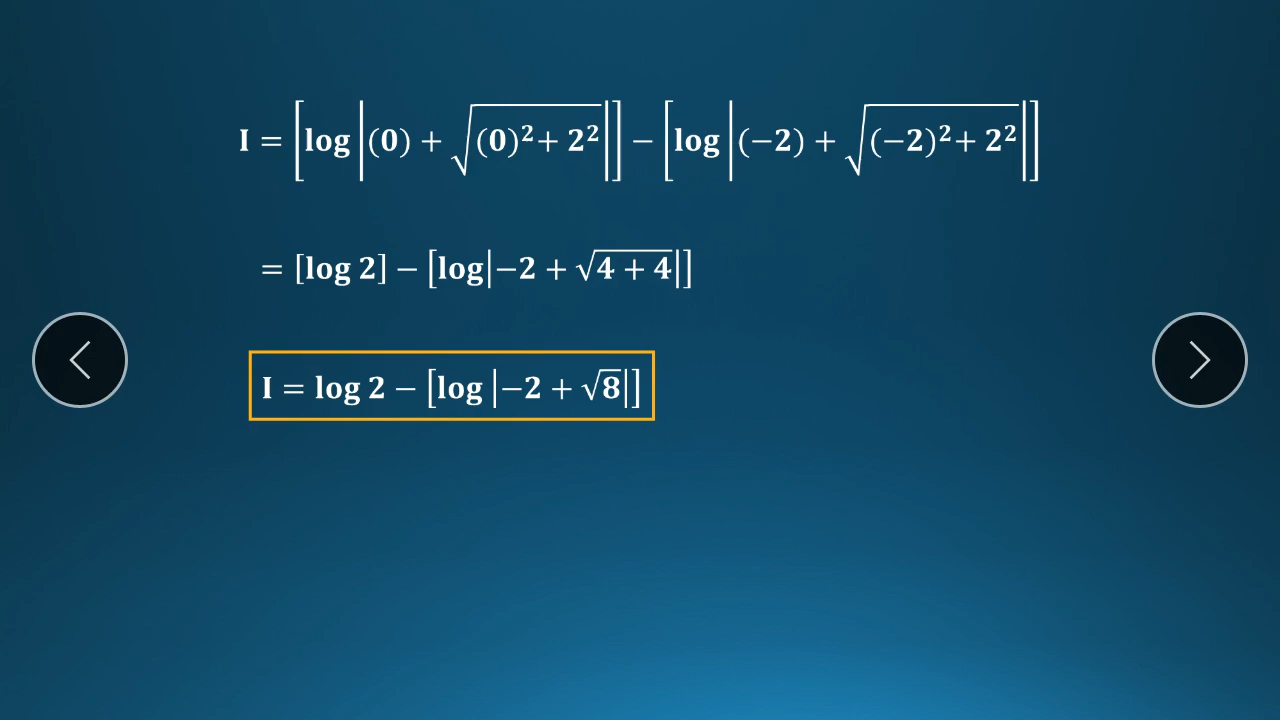 I = [log |(0) + √((0)²+ 2²)|] − [log |(−2) + √((−2)²+ 2²)|]
= [log 2] − [log|−2 + √(4 + 4)|]
I = log 2 − [log |−2 + √8|]